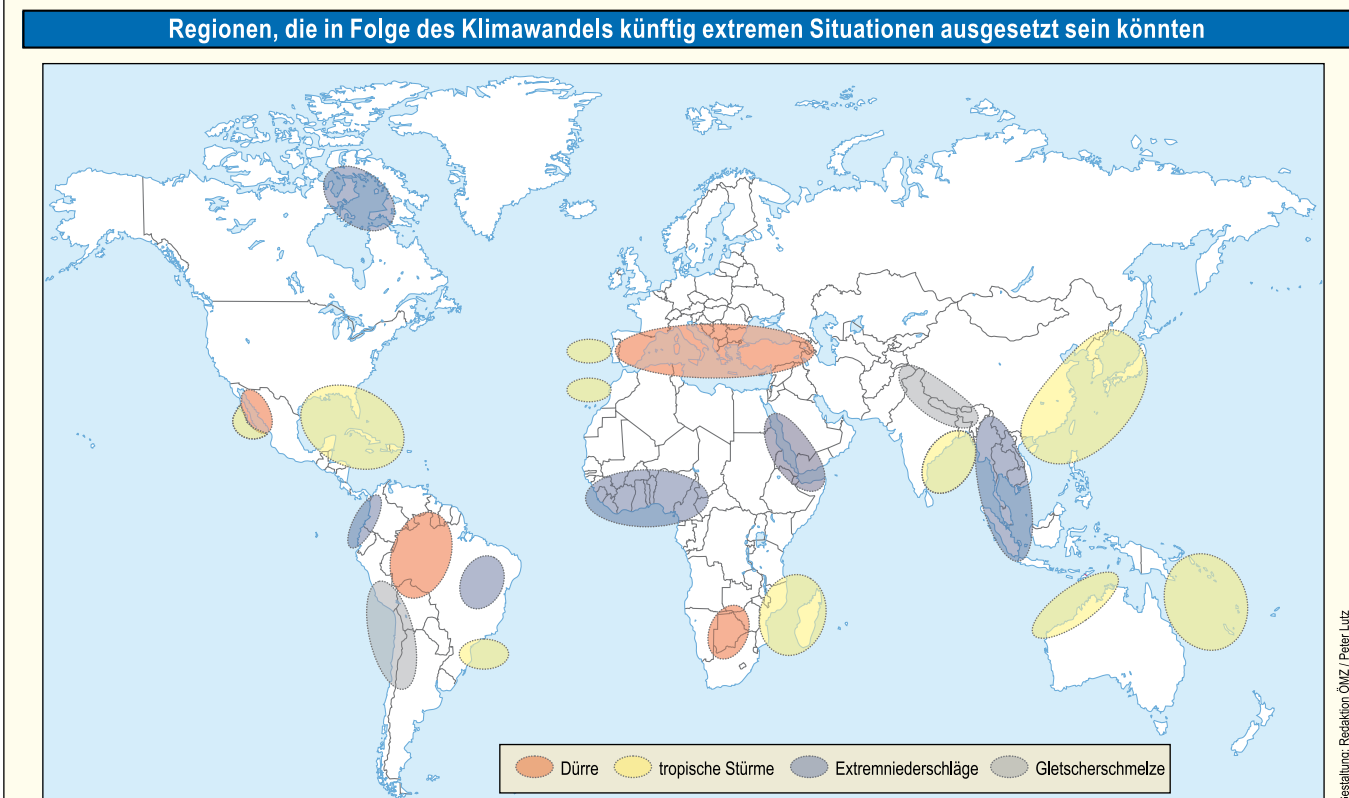 Regionen, die in Folge des Klimawandels künftig extremen Situationen ausgesetzt sein könnten
Dürre
tropische Stürme
Extremniederschläge
Gletscherschmelze
Gestaltung: Redaktion ÖMZ / Peter Lutz